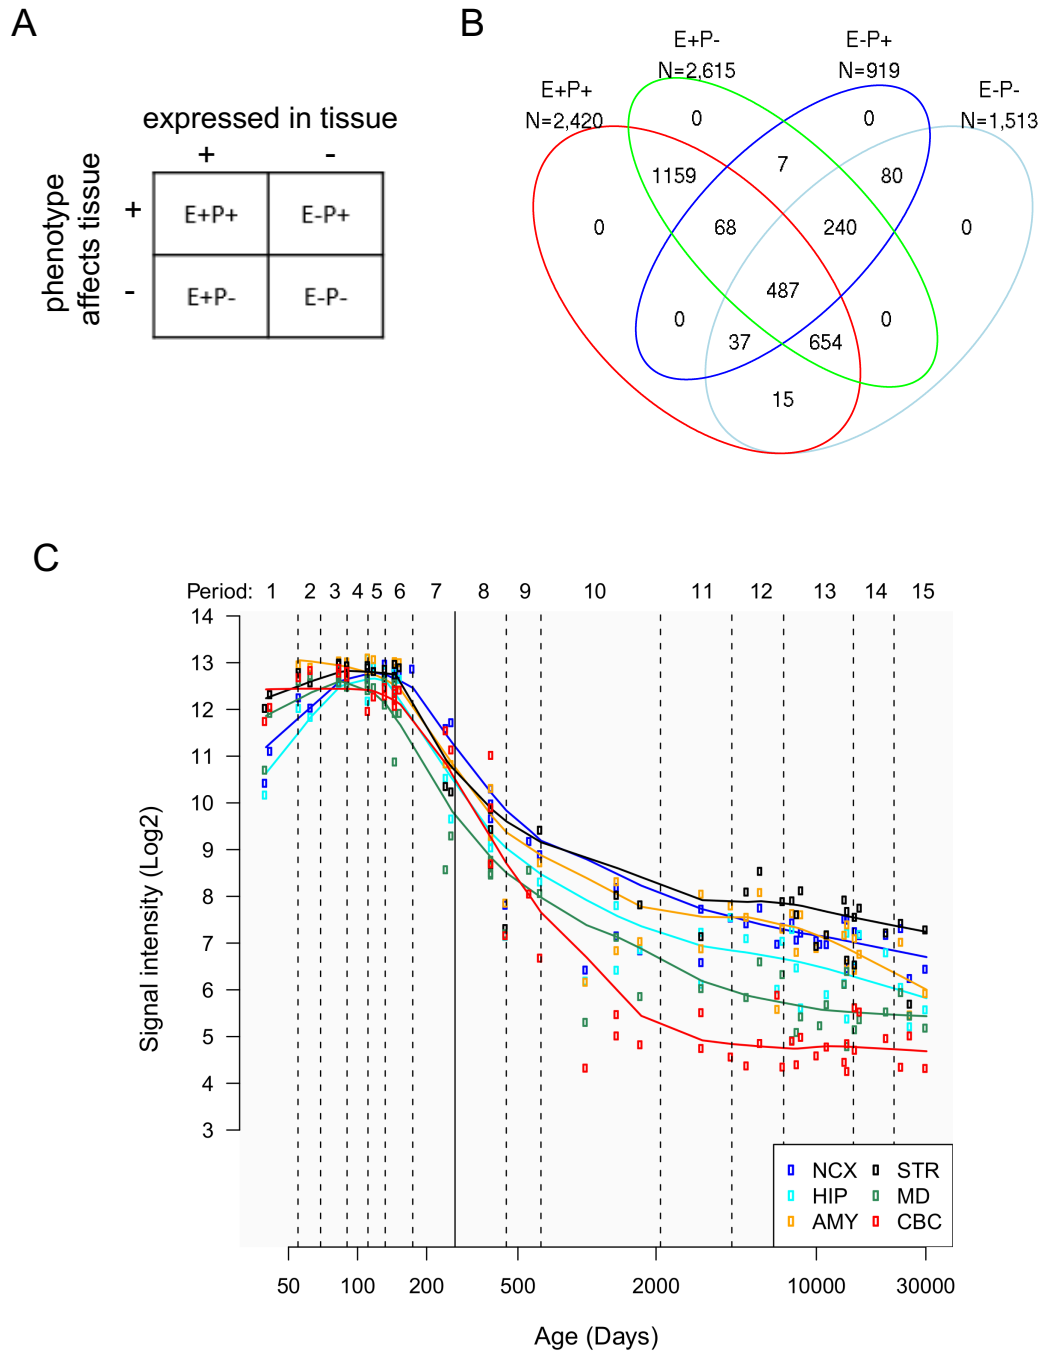 A
expressed in tissue
+ -
phenotype
affects tissue
+
E+P+ E-P+
-
E+P- E-P-
B
E+P- E-P+
N=2,615 N=919
E+P+ E-P-
N=2,420 N=1,513
0 0
7
1159 80
0 68 240 0
487
0 0
37 654
15
C
Period: 1 2 3 4 5 6 7 8 9 10 11 12 13 14 15
14
13
12
11
10
9
8
7
6
5
4
3
Signal intensity (Log2)
NCX STR
HIP MD
AMY CBC
50 100 200 500 2000 10000 30000
Age (Days)